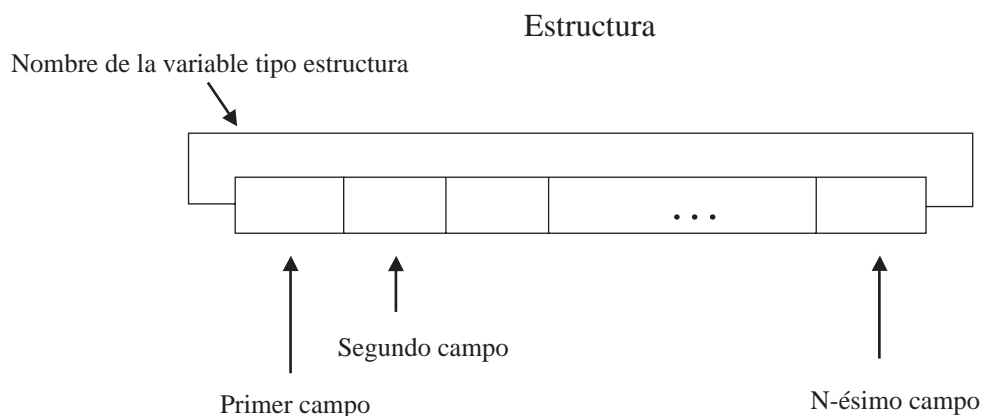 Estructura
Nombre de la variable tipo estructura
. . .
Segundo campo
Primer campo
N-ésimo campo